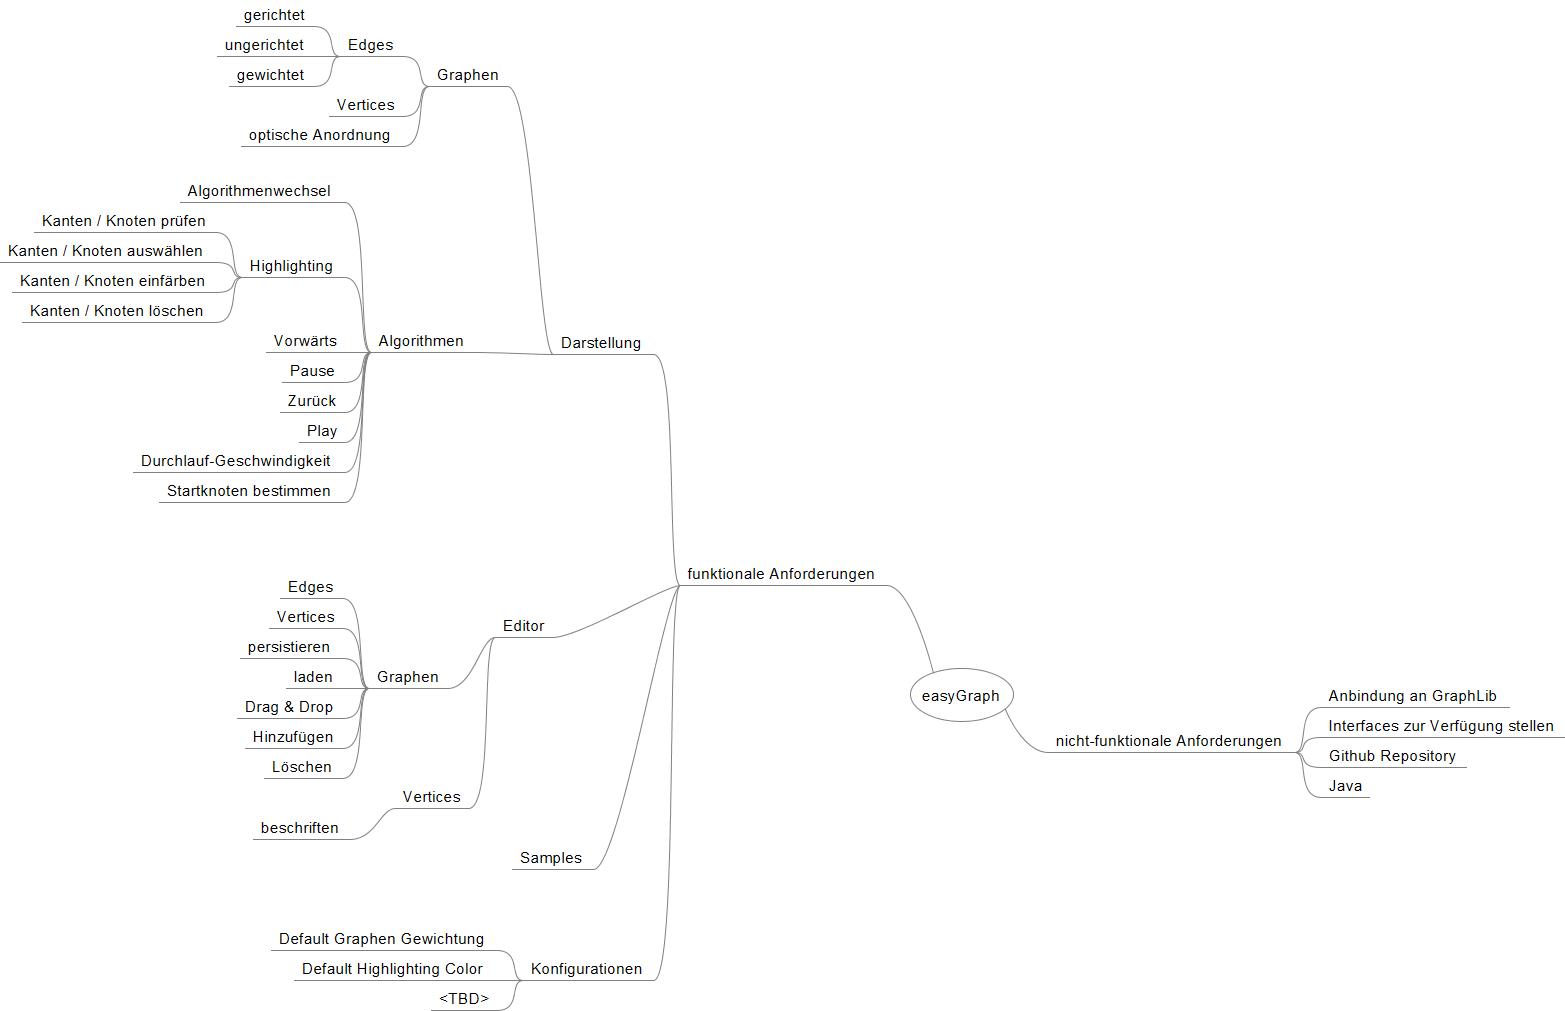 gerichtet
ungerichtet
gewichtet
Edges
Graphen
Vertices
optische Anordnung
Algorithmenwechsel
Kanten / Knoten prüfen
Kanten / Knoten auswählen
Kanten / Knoten einfärben
Kanten / Knoten löschen
Highlighting
Vorwärts
Pause
Zurück
Play
Durchlauf-Geschwindigkeit
Startknoten bestimmen
Algorithmen
Darstellung
funktionale Anforderungen
Edges
Vertices
persistieren
laden
Drag & Drop
Hinzufügen
Löschen
Graphen
Editor
Vertices
beschriften
Samples
Default Graphen Gewichtung
Default Highlighting Color
<TBD>
Konfigurationen
easyGraph
nicht-funktionale Anforderungen
Anbindung an GraphLib
Interfaces zur Verfügung stellen
Github Repository
Java